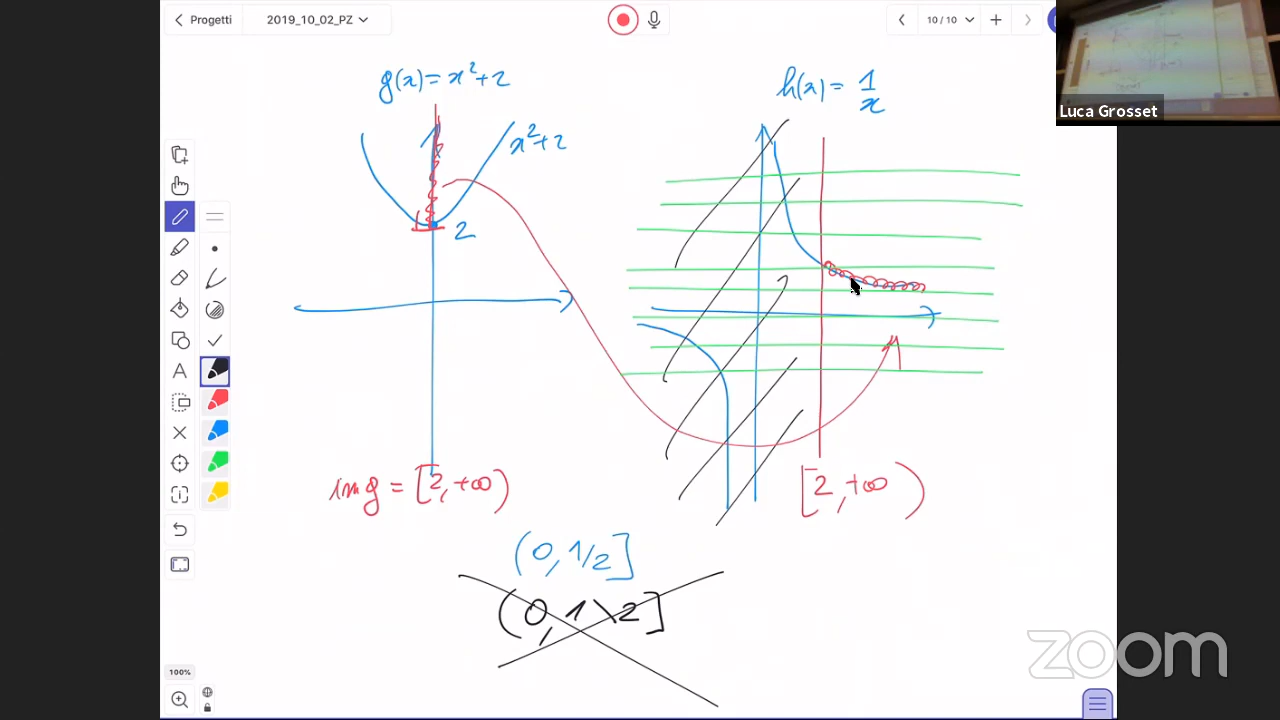 Progetti
2019_10_02_PZ
10 / 10
Luca Grosset
g(x) = x²+2
h(x) = 1/x
x²+2
2
A
im g = [2, +∞)
[2, +∞)
(0, 1/2]
(0, 1\2]
100%
zoom